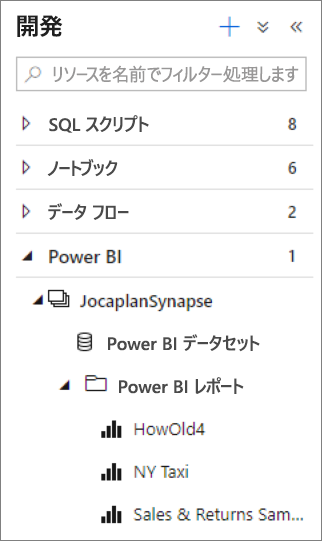 開発
リソースを名前でフィルター処理します
SQL スクリプト 8
ノートブック 6
データ フロー 2
Power BI 1
JocaplanSynapse
Power BI データセット
Power BI レポート
HowOld4
NY Taxi
Sales & Returns Sam...